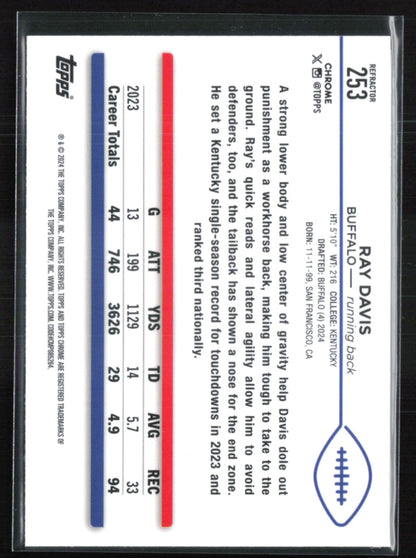 REFRACTOR
253
CHROME
@TOPPS
RAY DAVIS
BUFFALO — running back
HT: 5'10" WT: 216 COLLEGE: KENTUCKY
DRAFTED: BUFFALO (4) 2024
BORN: 11-11-99, SAN FRANCISCO, CA
A strong lower body and low center of gravity help Davis dole out
punishment as a workhorse back, making him tough to take to the
ground. Ray's quick reads and lateral agility allow him to avoid
defenders, too, and the tailback has shown a nose for the end zone.
He set a Kentucky single-season record for touchdowns in 2023 and
ranked third nationally.
G ATT YDS TD AVG REC
2023 13 199 1129 14 5.7 33
Career Totals 44 746 3626 29 4.9 94
topps®
® & © 2024 THE TOPPS COMPANY, INC. ALL RIGHTS RESERVED. TOPPS AND TOPPS CHROME ARE REGISTERED TRADEMARKS OF
THE TOPPS COMPANY, INC. WWW.TOPPS.COM